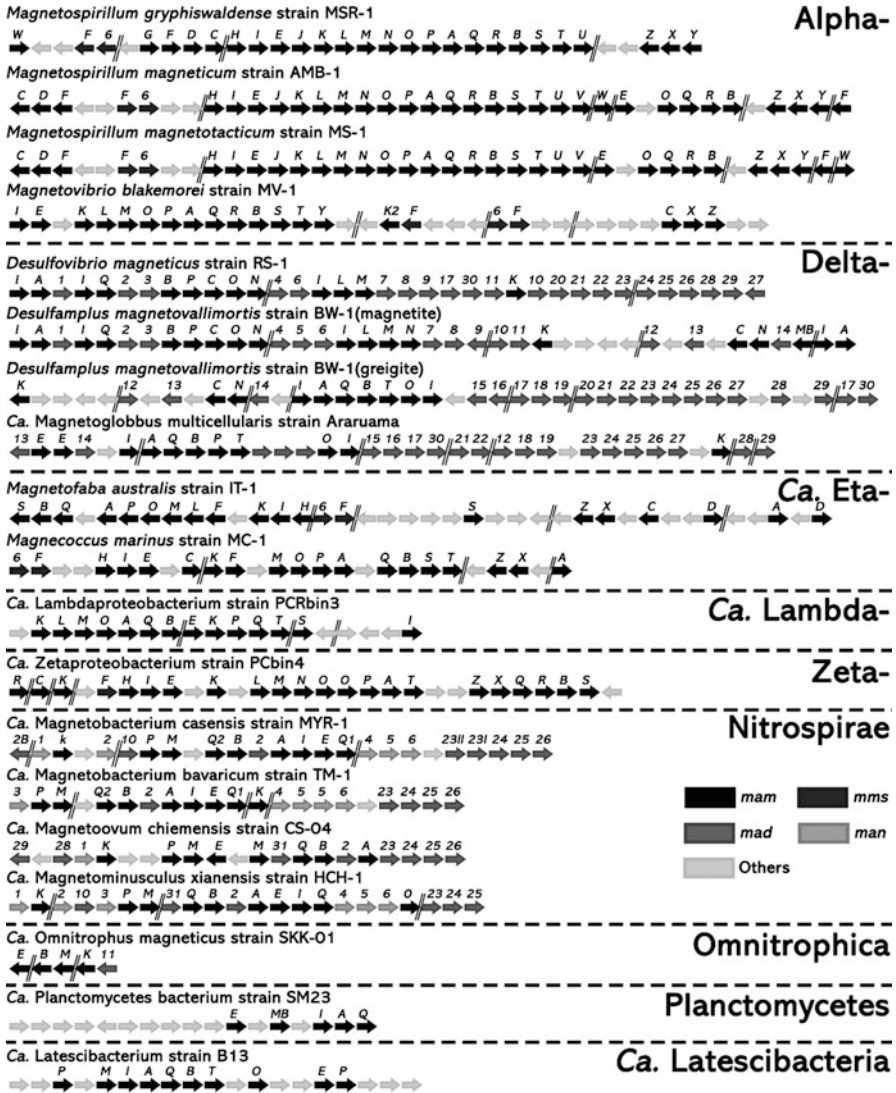 Magnetospirillum gryphiswaldense strain MSR-1
Alpha-
W F 6 G F D C H I E J K L M N O P A Q R B S T U Z X Y
Magnetospirillum magneticum strain AMB-1
C D F F 6 H I E J K L M N O P A Q R B S T U V W E O Q R B Z X Y F
Magnetospirillum magnetotacticum strain MS-1
C D F F 6 H I E J K L M N O P A Q R B S T U V E O Q R B Z X Y F W
Magnetovibrio blakemorei strain MV-1
I E K L M O P A Q R B S T Y K2 F 6 F C X Z
Delta-
Desulfovibrio magneticus strain RS-1
I A 1 I Q 2 3 B P C O N 4 6 I L M 7 8 9 17 30 11 K 10 20 21 22 23 24 25 26 28 29 27
Desulfamplus magnetovallimortis strain BW-1(magnetite)
I A 1 I Q 2 3 B P C O N 4 5 6 I L M N 7 8 9 10 11 K 12 13 C N 14 MB I A
Desulfamplus magnetovallimortis strain BW-1(greigite)
K 12 13 C N 14 I A Q B T O I 15 16 17 18 19 20 21 22 23 24 25 26 27 28 29 17 30
Ca. Magnetoglobbus multicellularis strain Araruama
13 E E 14 I A Q B P T O I 15 16 17 30 21 22 12 18 19 23 24 25 26 27 K 28 29
Ca. Eta-
Magnetofaba australis strain IT-1
S B Q A P O M L F K I H 6 F S Z X C D A D
Magnecoccus marinus strain MC-1
6 F H I E C K F M O P A Q B S T Z X A
Ca. Lambdaproteobacterium strain PCRbin3
Ca. Lambda-
K L M O A Q B E K P Q T S I
Ca. Zetaproteobacterium strain PCbin4
Zeta-
R C K F H I E K L M N O O P A T Z X Q R B S
Nitrospirae
Ca. Magnetobacterium casensis strain MYR-1
2B 1 k 2 10 P M Q2 B 2 A I E Q1 4 5 6 23II 23I 24 25 26
Ca. Magnetobacterium bavaricum strain TM-1
3 P M Q2 B 2 A I E Q1 K 4 5 5 6 23 24 25 26
mam mms
mad man
Others
Ca. Magnetoovum chiemensis strain CS-04
29 28 1 K P M E M 31 Q B 2 A 23 24 25 26
Ca. Magnetominusculus xianensis strain HCH-1
1 K 2 10 3 P M 31 Q B 2 A E I Q 4 5 6 O 23 24 25
Ca. Omnitrophus magneticus strain SKK-01
Omnitrophica
E B M K 11
Ca. Planctomycetes bacterium strain SM23
Planctomycetes
E MB I A Q
Ca. Latescibacterium strain B13
Ca. Latescibacteria
P M I A Q B T O E P